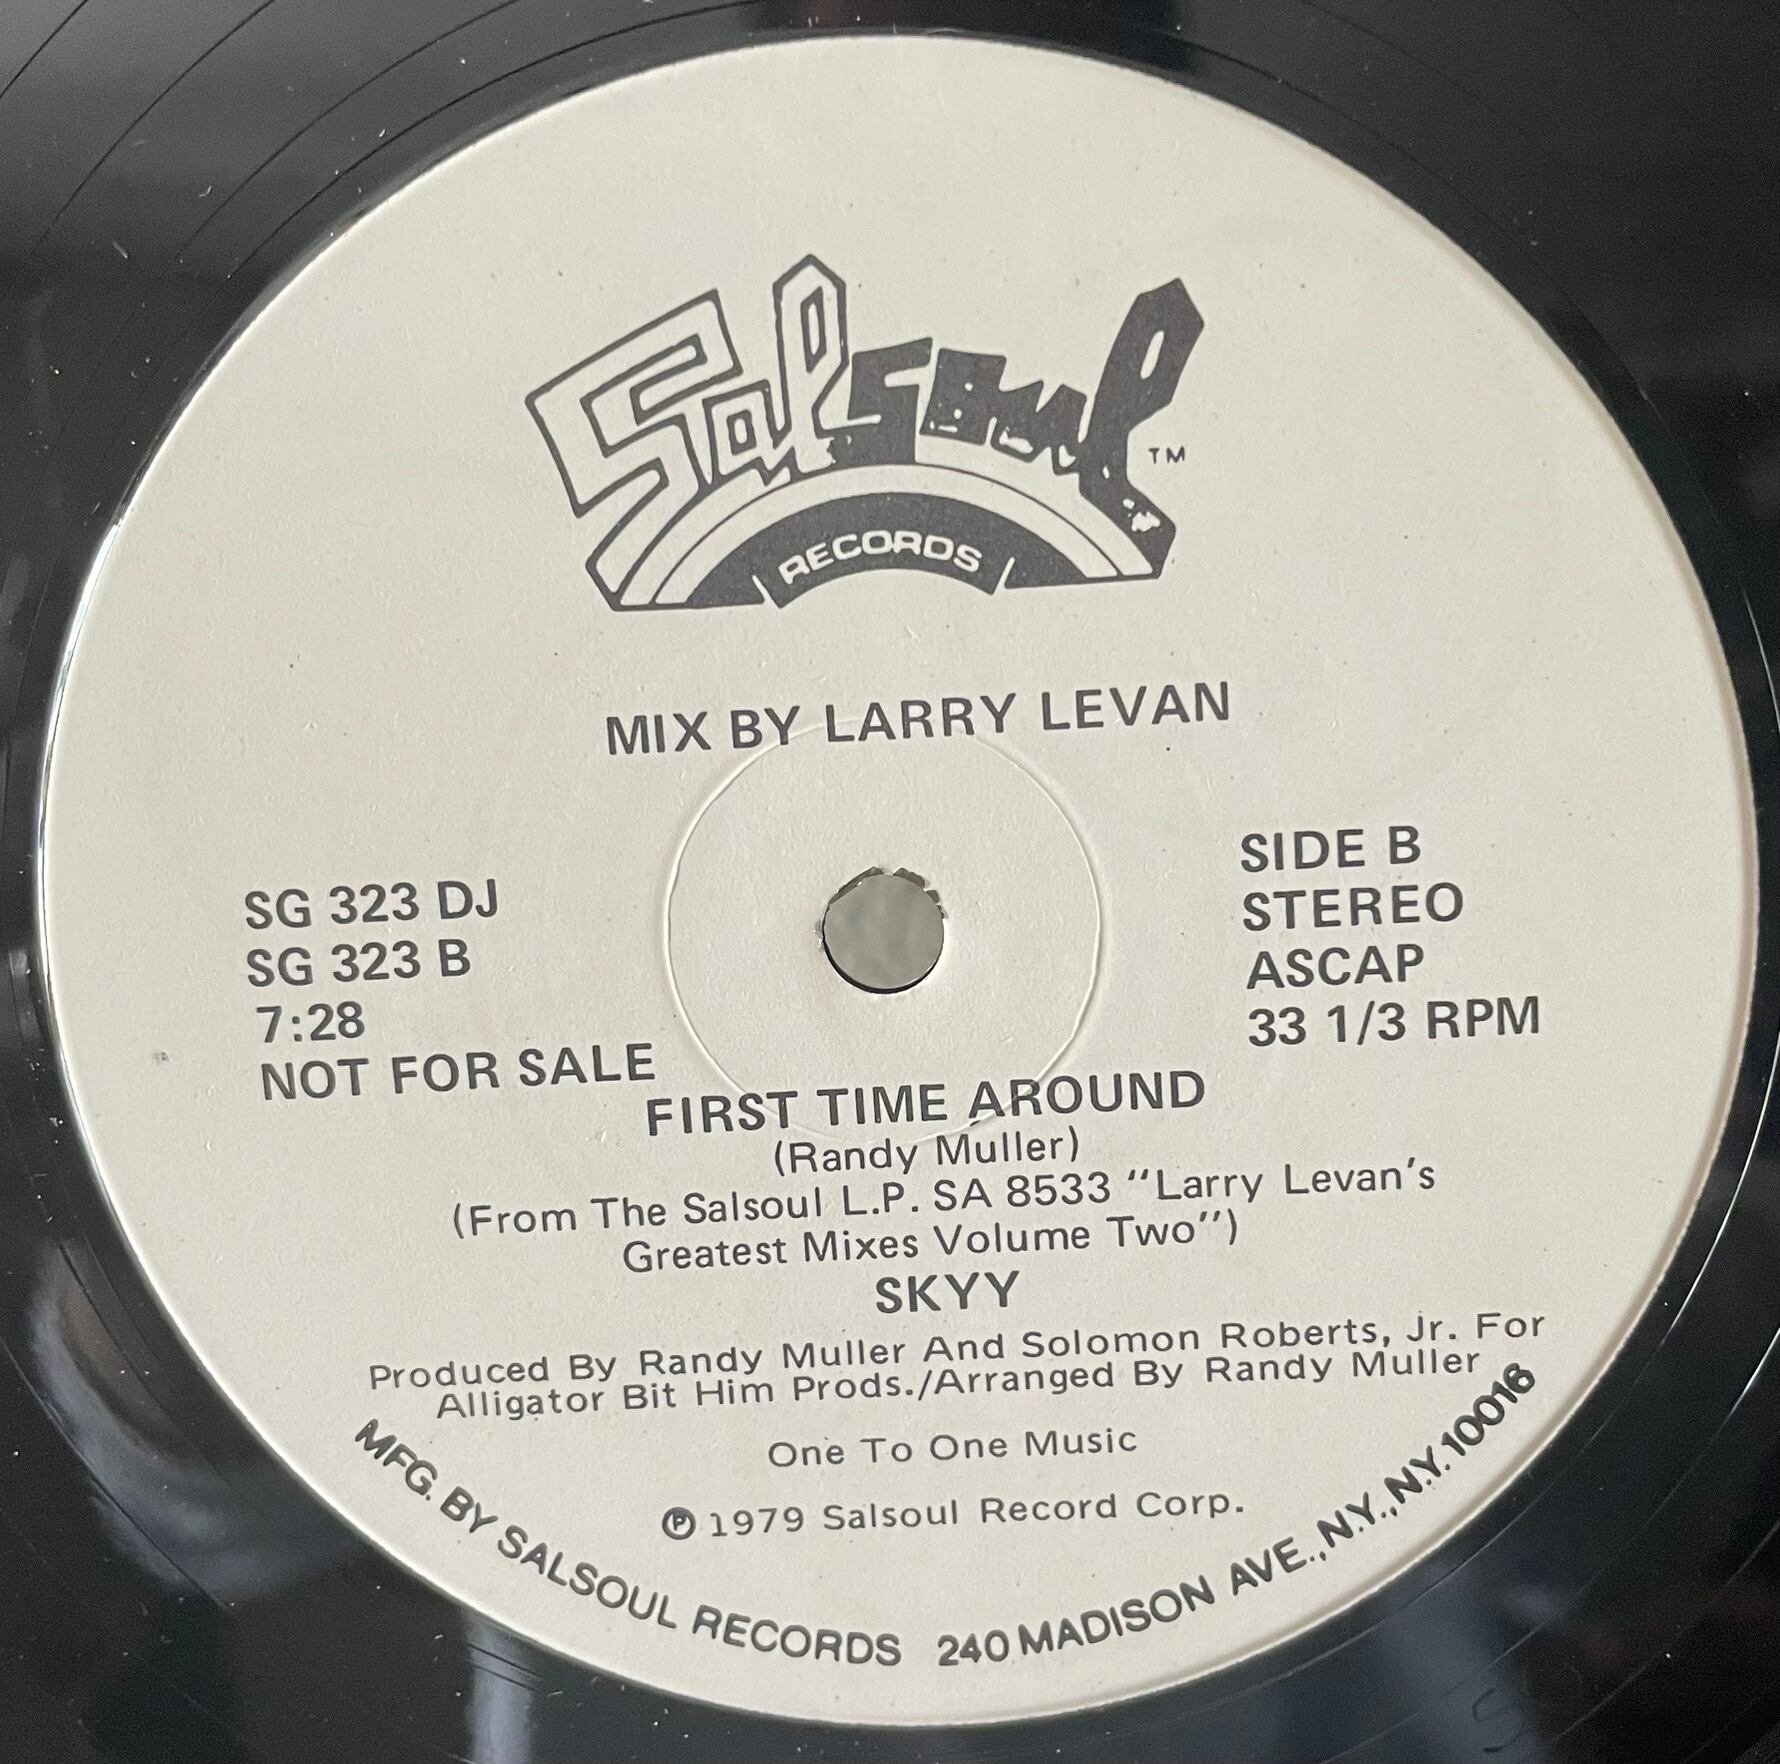 Salsoul
TM
RECORDS
MIX BY LARRY LEVAN
SG 323 DJ
SG 323 B
7:28
NOT FOR SALE
SIDE B
STEREO
ASCAP
33 1/3 RPM
FIRST TIME AROUND
(Randy Muller)
(From The Salsoul L.P. SA 8533 "Larry Levan's
Greatest Mixes Volume Two")
SKYY
Produced By Randy Muller And Solomon Roberts, Jr. For
Alligator Bit Him Prods./Arranged By Randy Muller
One To One Music
℗ 1979 Salsoul Record Corp.
MFG. BY SALSOUL RECORDS 240 MADISON AVE., N.Y., N.Y. 10016